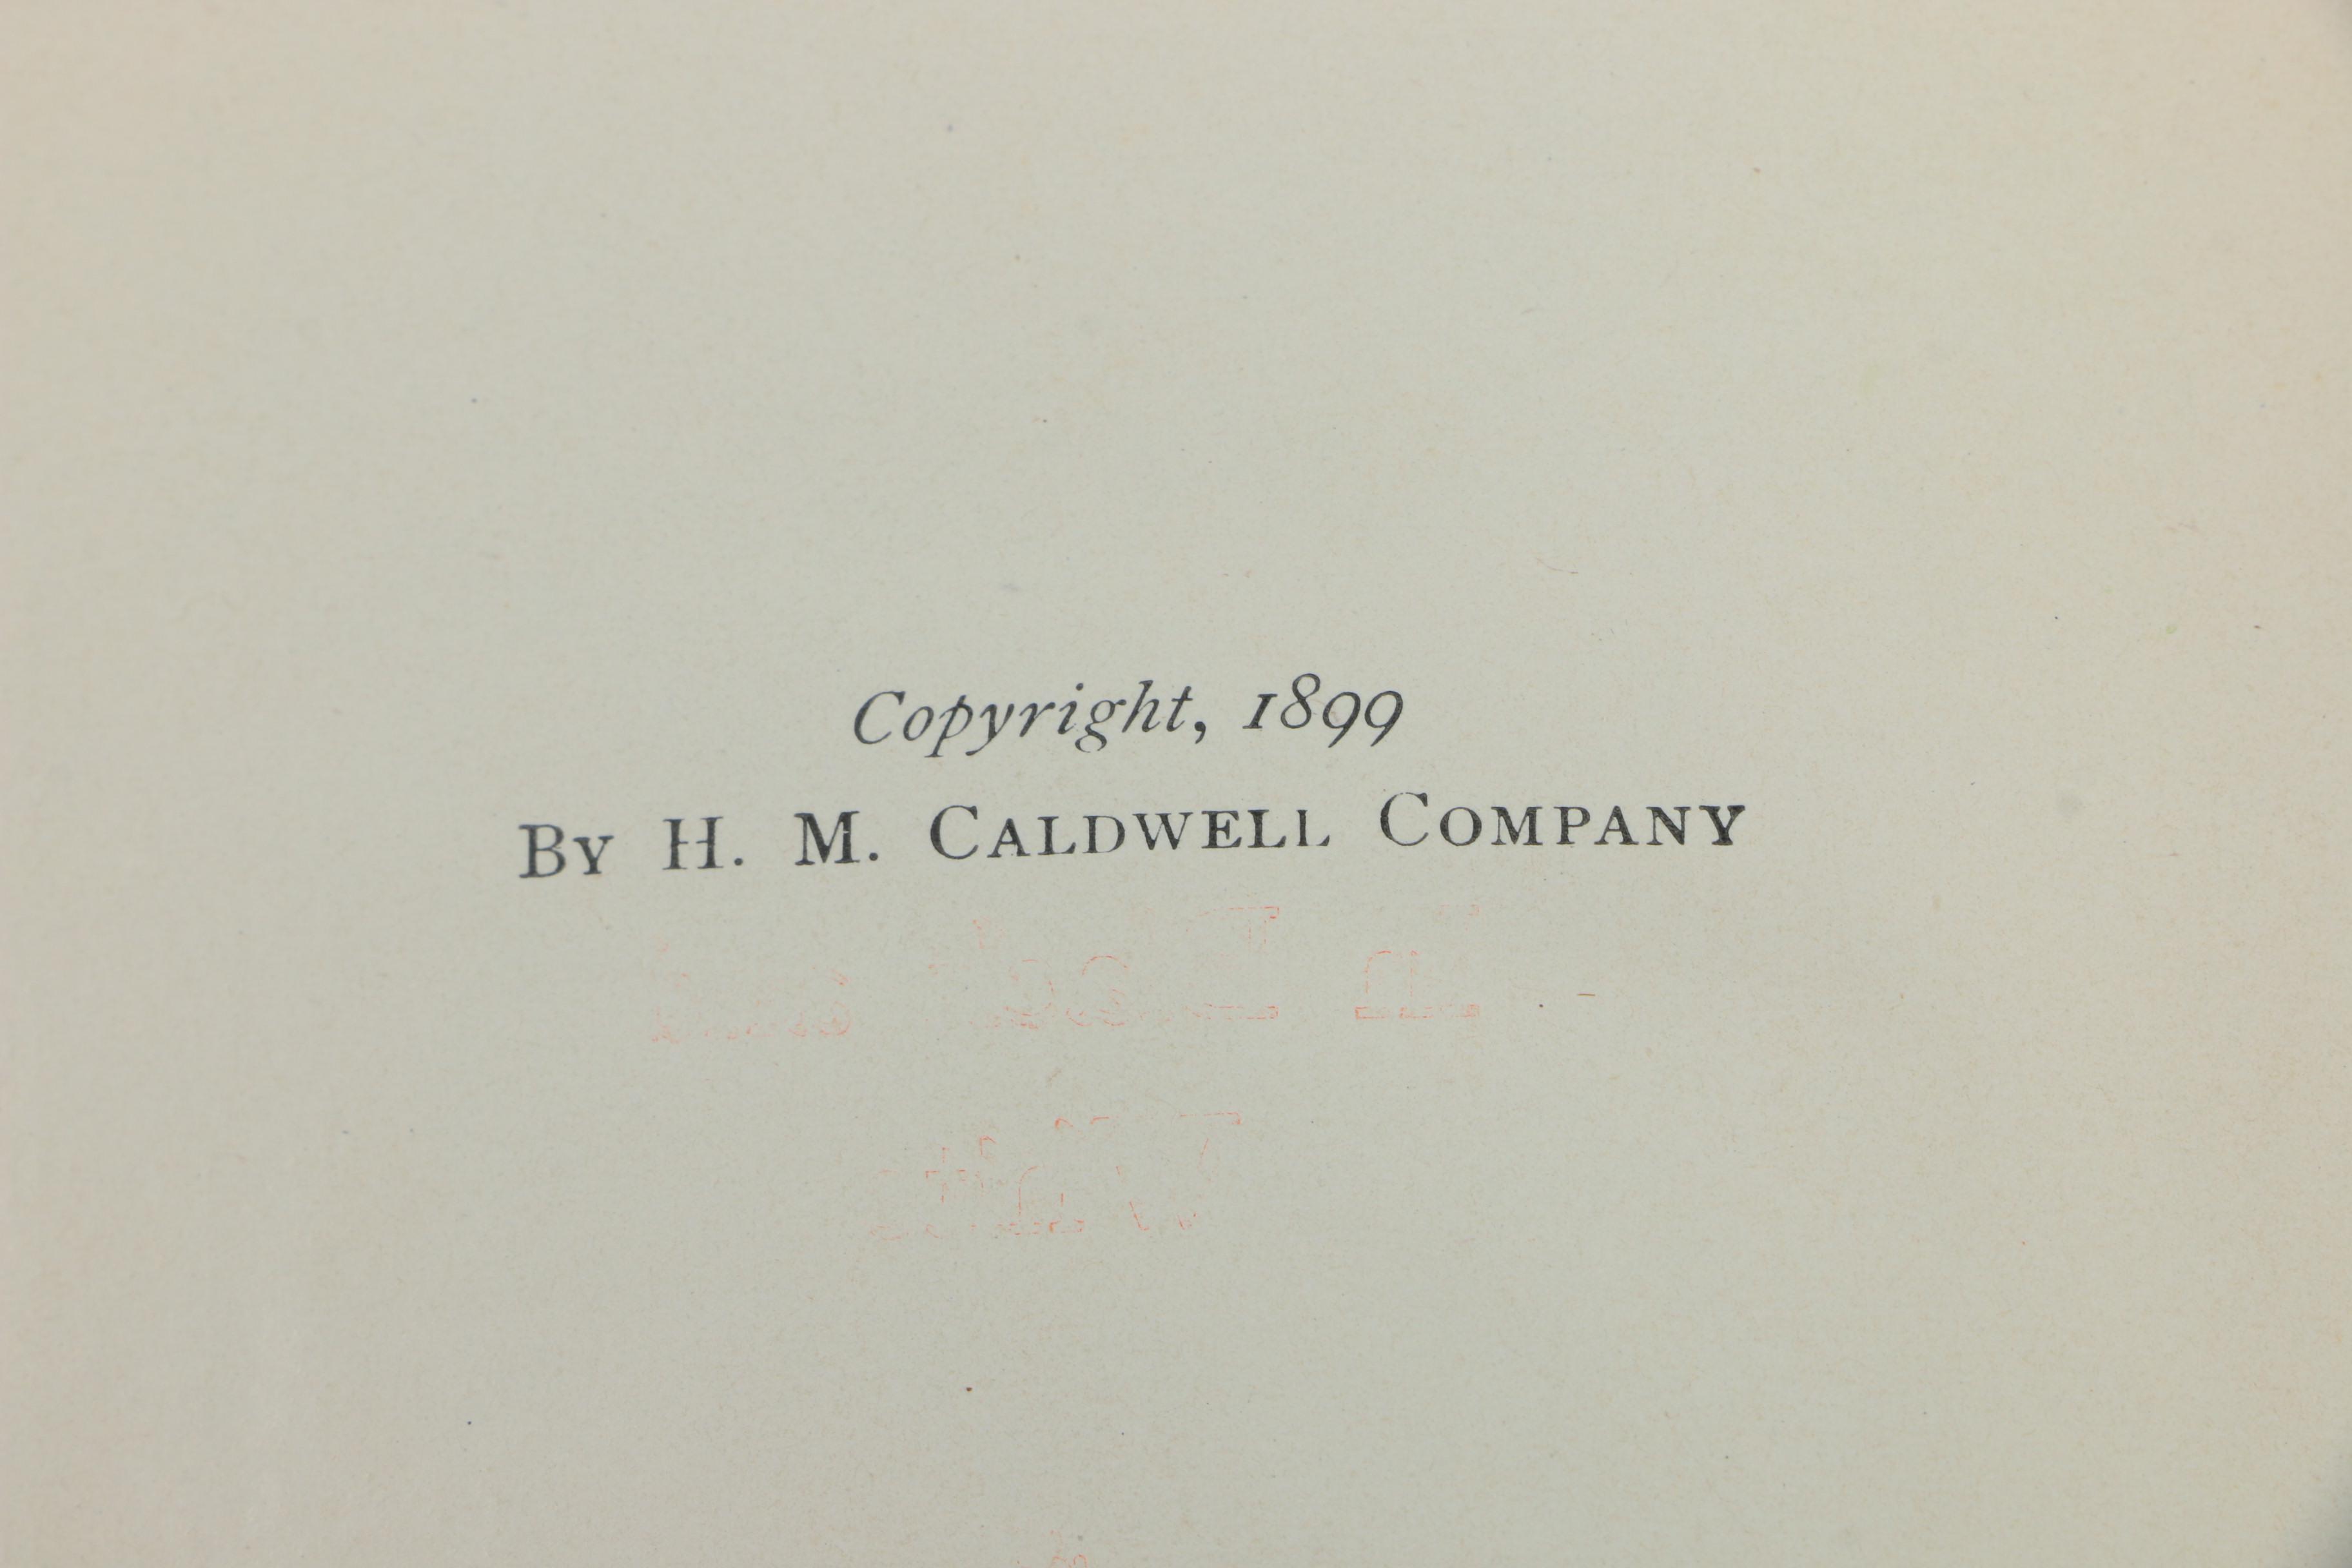 Copyright, 1899
By H. M. Caldwell Company